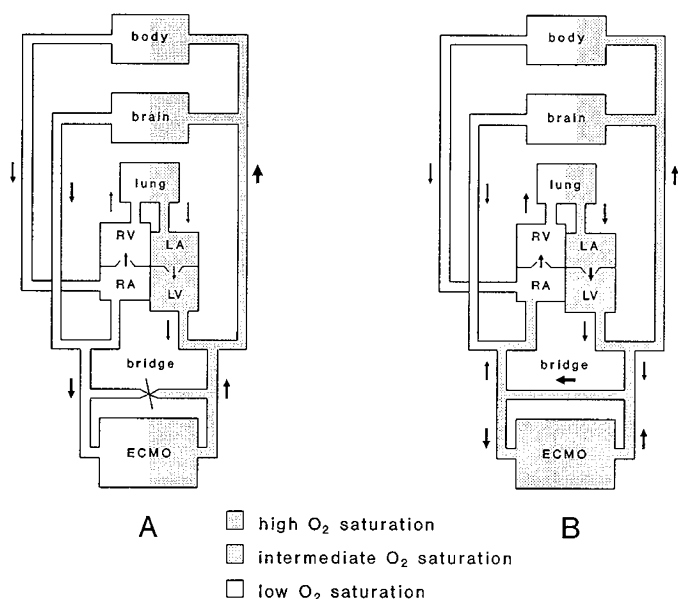 body
brain
lung
RV
LA
RA
LV
bridge
ECMO
A
body
brain
lung
RV
LA
RA
LV
bridge
ECMO
B
high O₂ saturation
intermediate O₂ saturation
low O₂ saturation